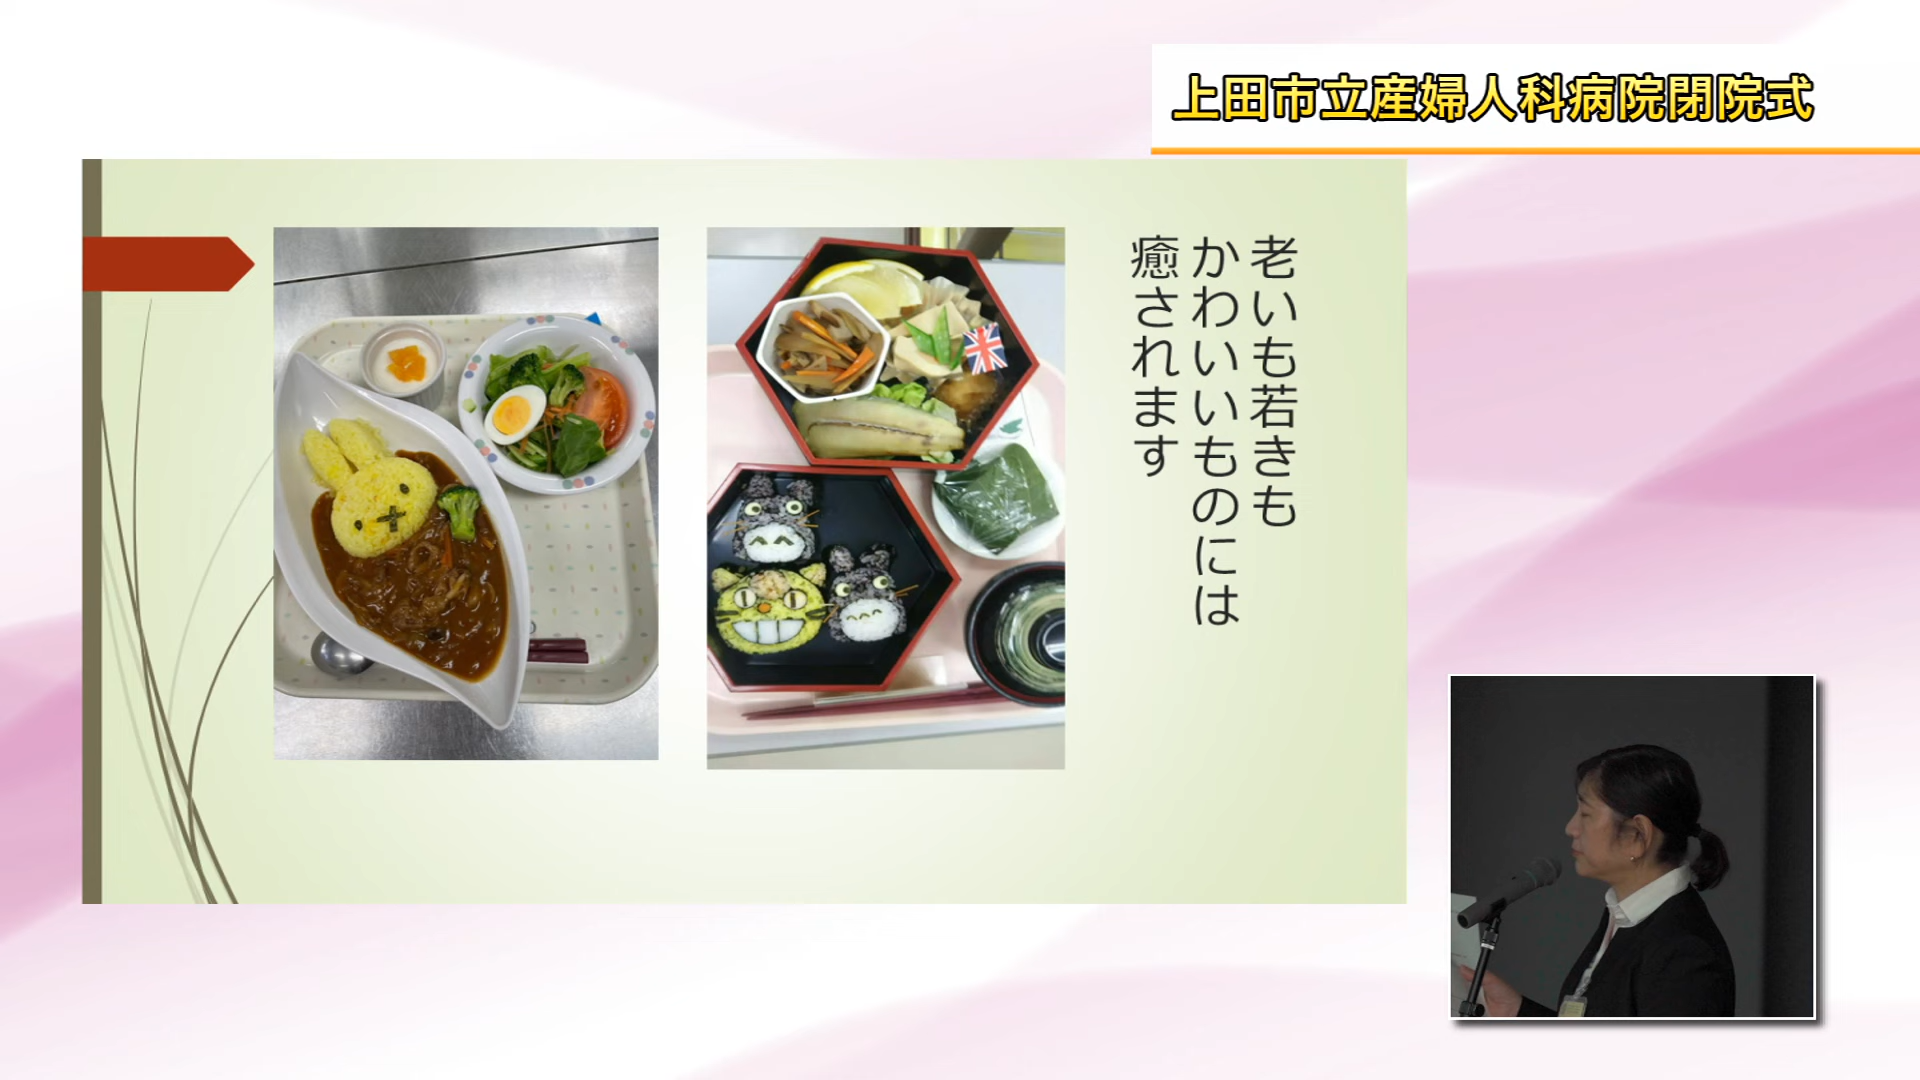 上田市立産婦人科病院閉院式
老いも若きも
かわいいものには
癒されます